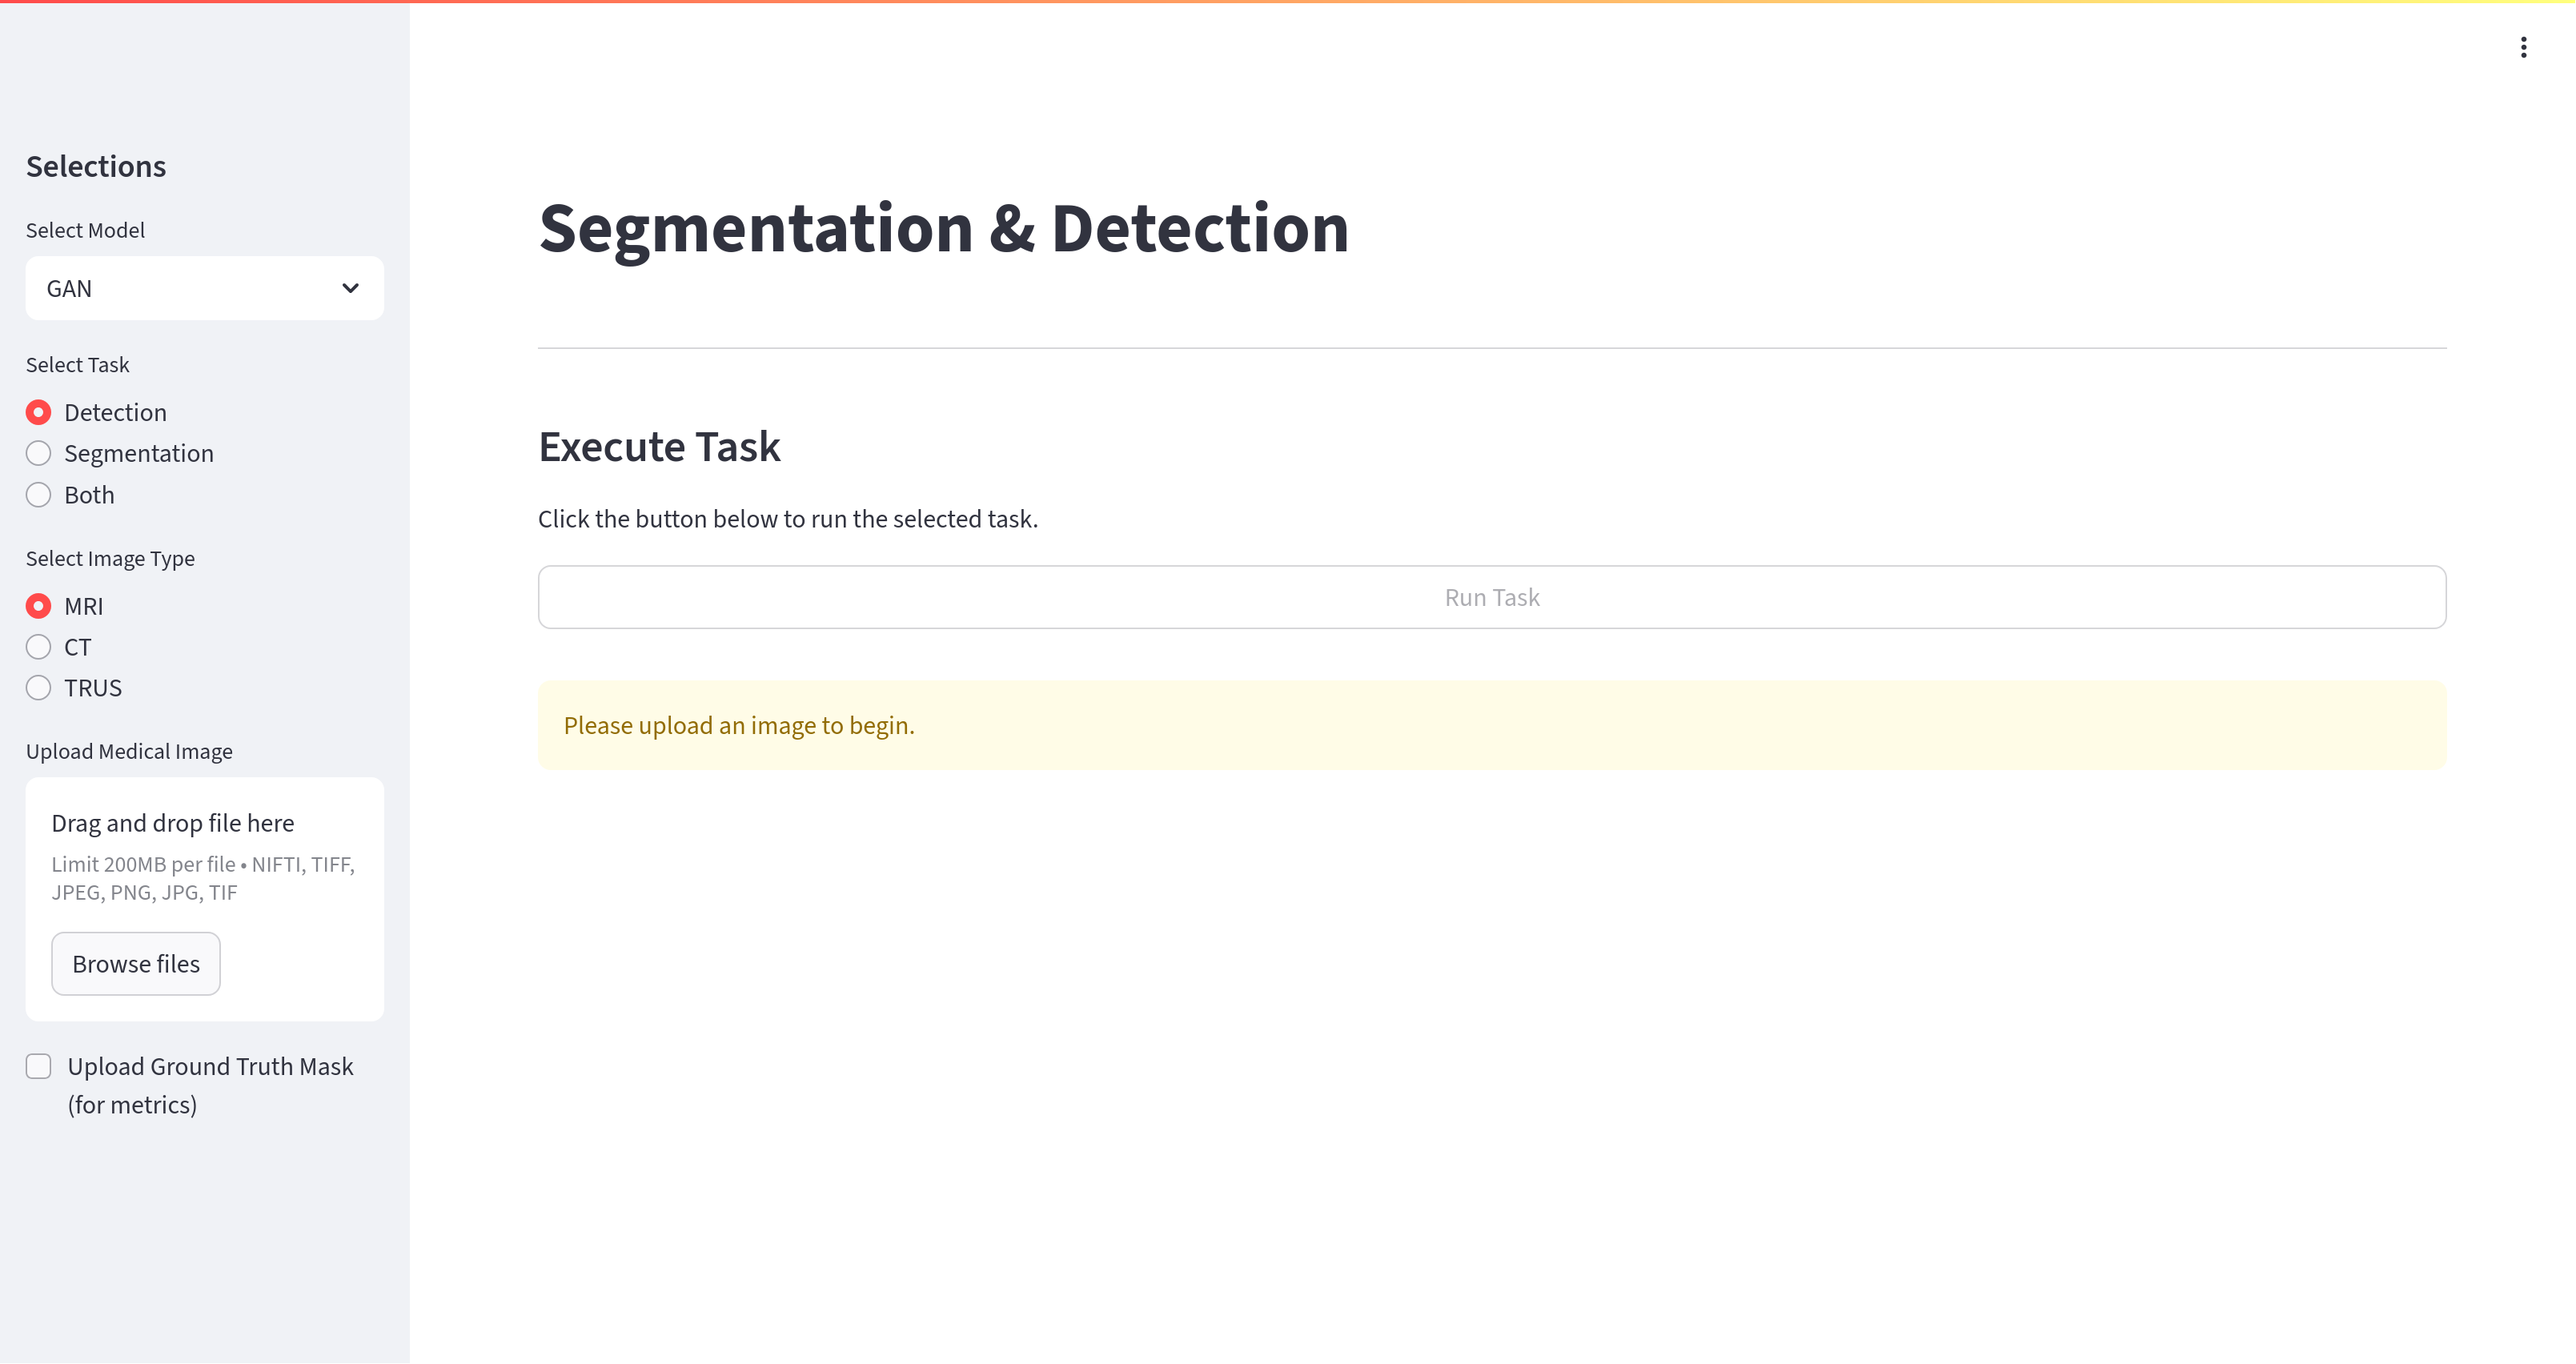 Selections
Select Model
GAN
Select Task
Detection
Segmentation
Both
Select Image Type
MRI
CT
TRUS
Upload Medical Image
Drag and drop file here
Limit 200MB per file • NIFTI, TIFF,
JPEG, PNG, JPG, TIF
Browse files
Upload Ground Truth Mask
(for metrics)
Segmentation & Detection
Execute Task
Click the button below to run the selected task.
Run Task
Please upload an image to begin.